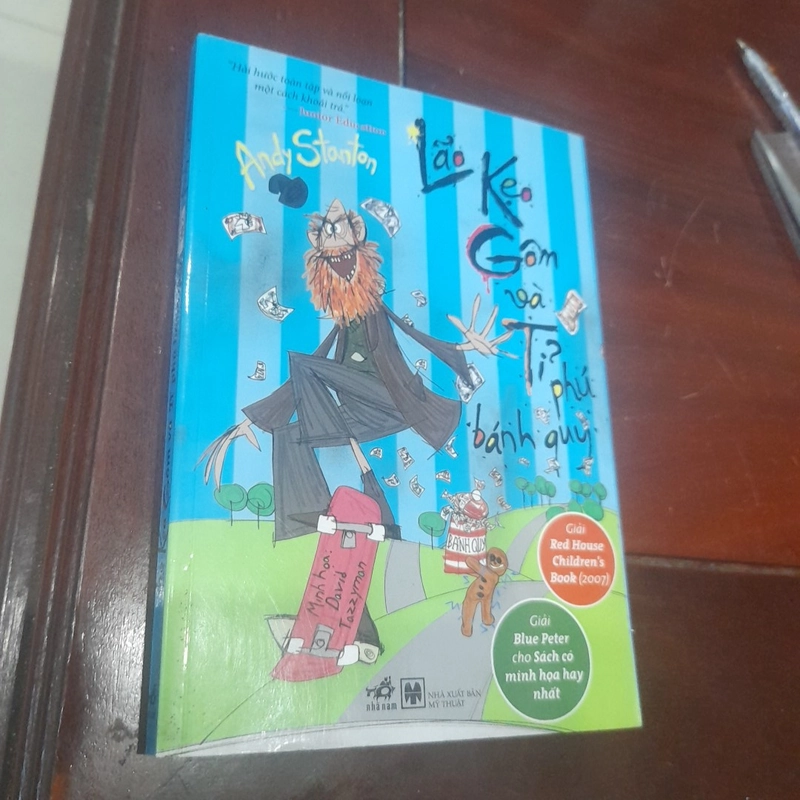 "Hài hước toàn tập và nổi loạn
một cách khoái trá."
Junior Education
Andy Stanton
Lão Kẹo
Gôm
và
Tỉ phú
bánh quy
BÁNH QUY
Minh họa:
David
Tazzyman
Giải
Red House
Children's
Book (2007)
Giải
Blue Peter
cho Sách có
minh họa hay
nhất
nhã nam
NHÀ XUẤT BẢN
MỸ THUẬT